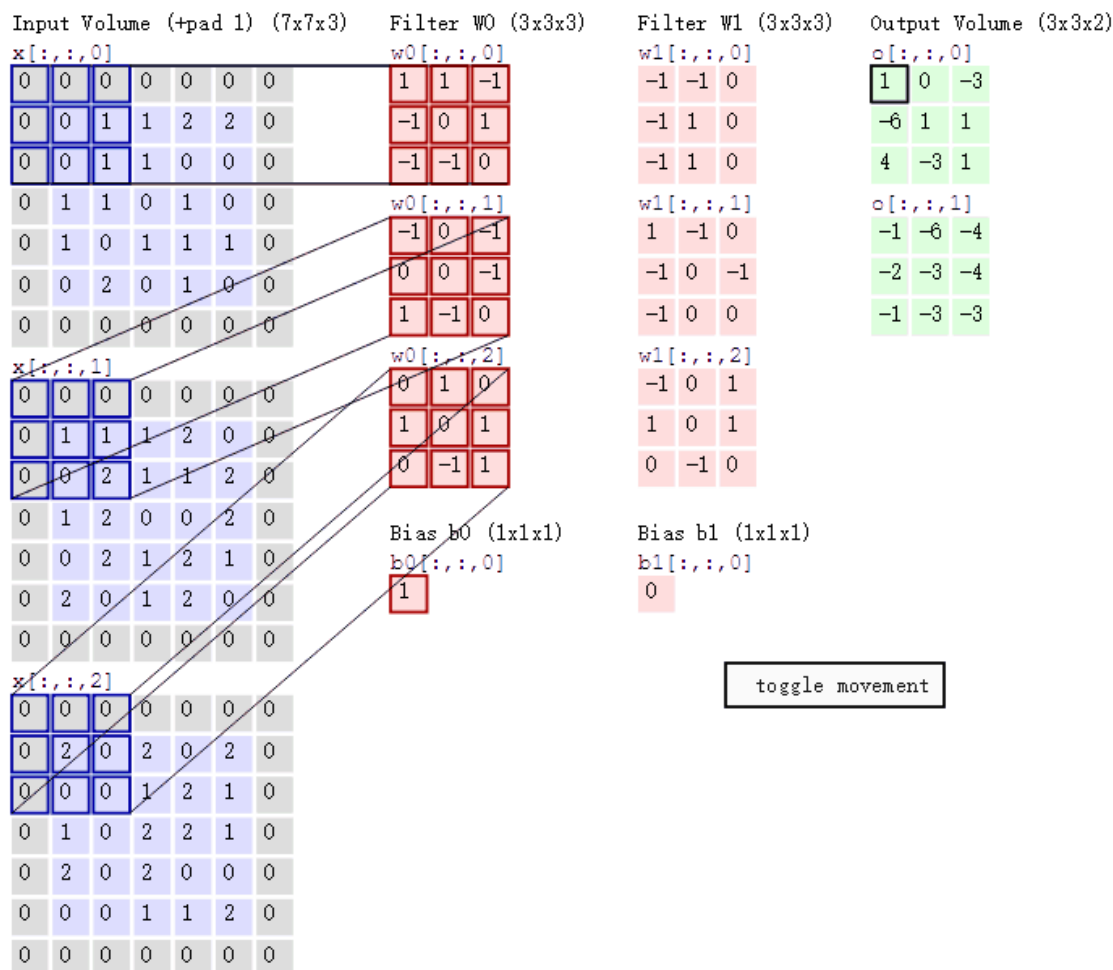 Input Volume (+pad 1) (7x7x3)
x[:,:,0]
0 0 0 0 0 0 0
0 0 1 1 2 2 0
0 0 1 1 0 0 0
0 1 1 0 1 0 0
0 1 0 1 1 1 0
0 0 2 0 1 0 0
0 0 0 0 0 0 0
x[:,:,1]
0 0 0 0 0 0 0
0 1 1 1 2 0 0
0 0 2 1 1 2 0
0 1 2 0 0 2 0
0 0 2 1 2 1 0
0 2 0 1 2 0 0
0 0 0 0 0 0 0
x[:,:,2]
0 0 0 0 0 0 0
0 2 0 2 0 2 0
0 0 0 1 2 1 0
0 1 0 2 2 1 0
0 2 0 2 0 0 0
0 0 0 1 1 2 0
0 0 0 0 0 0 0
Filter W0 (3x3x3)
w0[:,:,0]
1 1 -1
-1 0 1
-1 -1 0
w0[:,:,1]
-1 0 -1
0 0 -1
1 -1 0
w0[:,:,2]
0 1 0
1 0 1
0 -1 1
Bias b0 (1x1x1)
b0[:,:,0]
1
Filter W1 (3x3x3)
w1[:,:,0]
-1 -1 0
-1 1 0
-1 1 0
w1[:,:,1]
1 -1 0
-1 0 -1
-1 0 0
w1[:,:,2]
-1 0 1
1 0 1
0 -1 0
Bias b1 (1x1x1)
b1[:,:,0]
0
Output Volume (3x3x2)
o[:,:,0]
1 0 -3
-6 1 1
4 -3 1
o[:,:,1]
-1 -6 -4
-2 -3 -4
-1 -3 -3
toggle movement